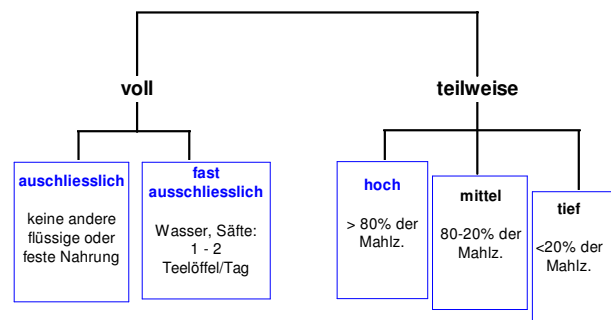 voll
teilweise
auschliesslich
keine andere
flüssige oder
feste Nahrung
fast
ausschliesslich
Wasser, Säfte:
1 - 2
Teelöffel/Tag
hoch
> 80% der
Mahlz.
mittel
80-20% der
Mahlz.
tief
<20% der
Mahlz.